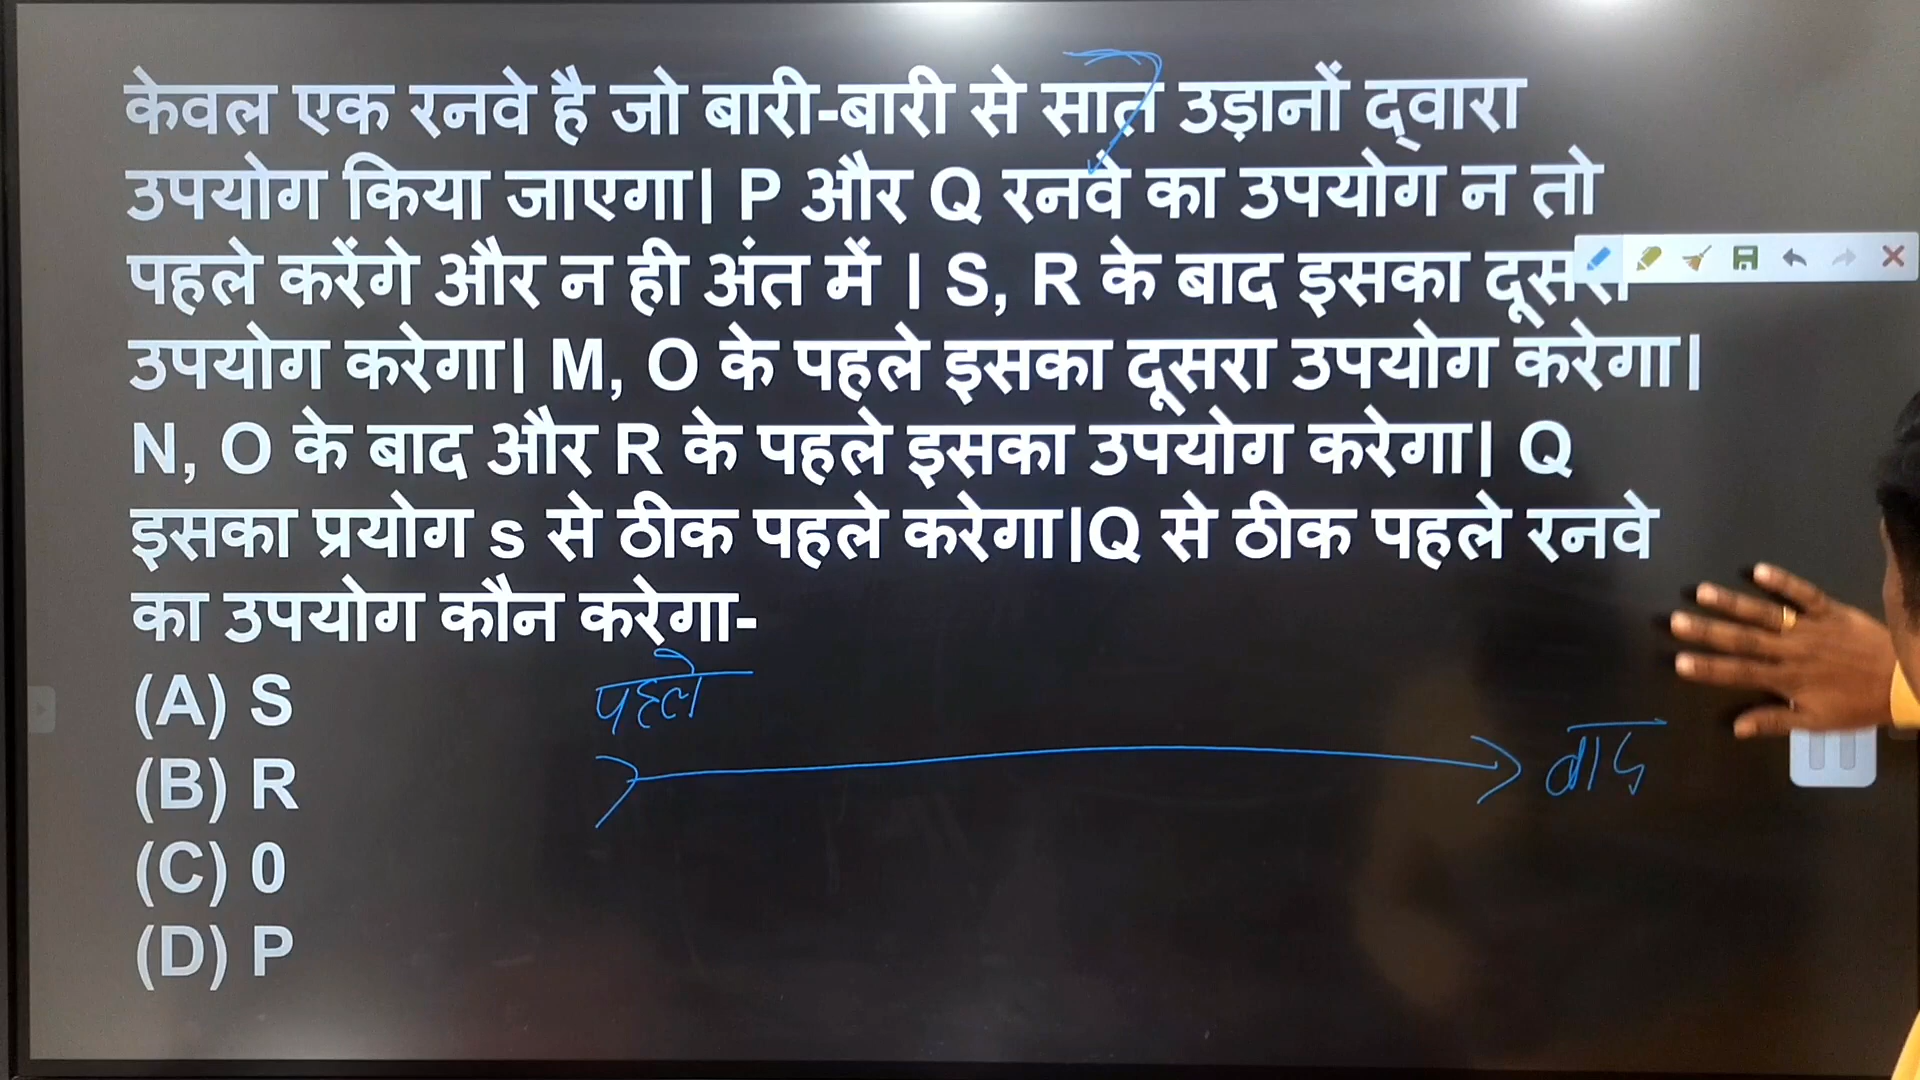 केवल एक रनवे है जो बारी-बारी से सात उड़ानों द्वारा
उपयोग किया जाएगा| P और Q रनवे का उपयोग न तो
पहले करेंगे और न ही अंत में | S, R के बाद इसका दूसरा
उपयोग करेगा| M, O के पहले इसका दूसरा उपयोग करेगा|
N, O के बाद और R के पहले इसका उपयोग करेगा| Q
इसका प्रयोग s से ठीक पहले करेगा|Q से ठीक पहले रनवे
का उपयोग कौन करेगा-
(A) S
पहले
(B) R
बाद
(C) 0
(D) P